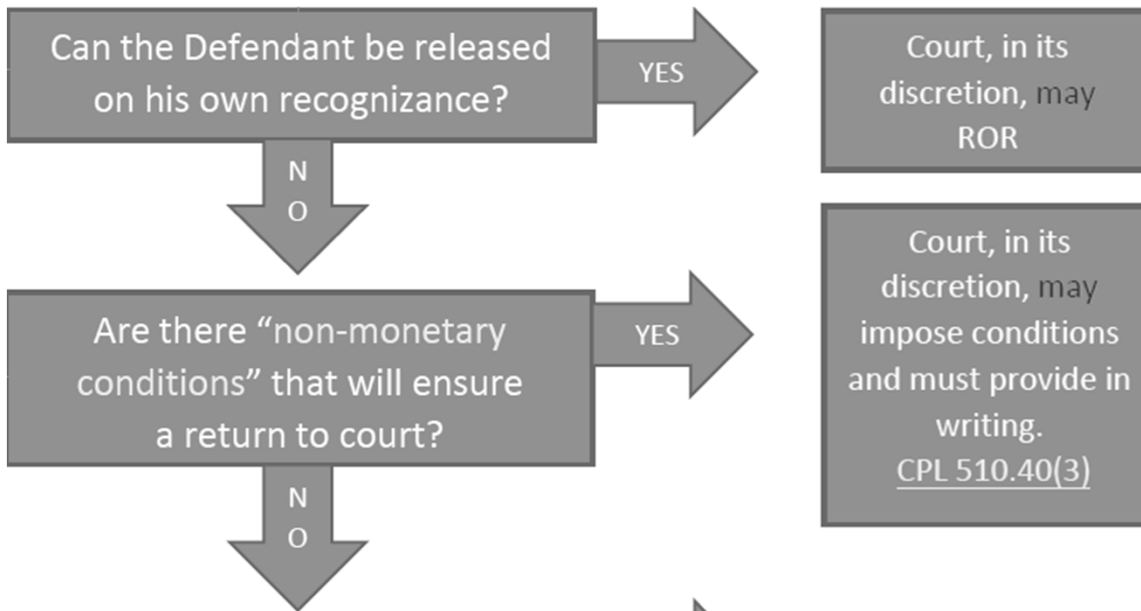 Can the Defendant be released
on his own recognizance?
YES
Court, in its
discretion, may
ROR
N
O
Are there “non-monetary
conditions” that will ensure
a return to court?
YES
Court, in its
discretion, may
impose conditions
and must provide in
writing.
CPL 510.40(3)
N
O